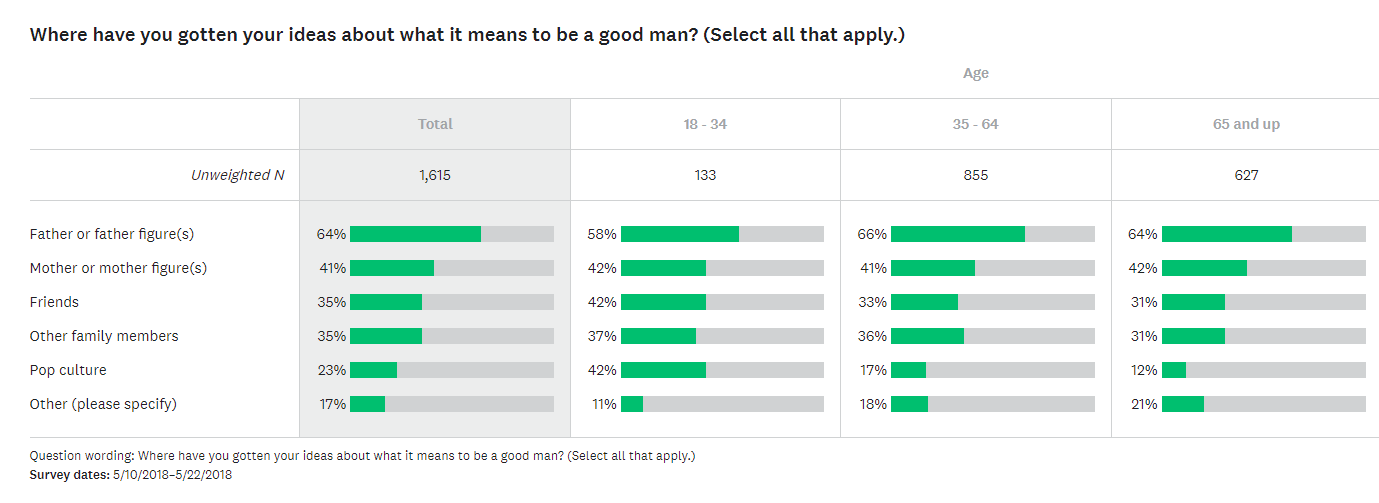 Where have you gotten your ideas about what it means to be a good man? (Select all that apply.)
Age
Total 18 - 34 35 - 64 65 and up
Unweighted N 1,615 133 855 627
Father or father figure(s) 64% 58% 66% 64%
Mother or mother figure(s) 41% 42% 41% 42%
Friends 35% 42% 33% 31%
Other family members 35% 37% 36% 31%
Pop culture 23% 42% 17% 12%
Other (please specify) 17% 11% 18% 21%
Question wording: Where have you gotten your ideas about what it means to be a good man? (Select all that apply.)
Survey dates: 5/10/2018–5/22/2018